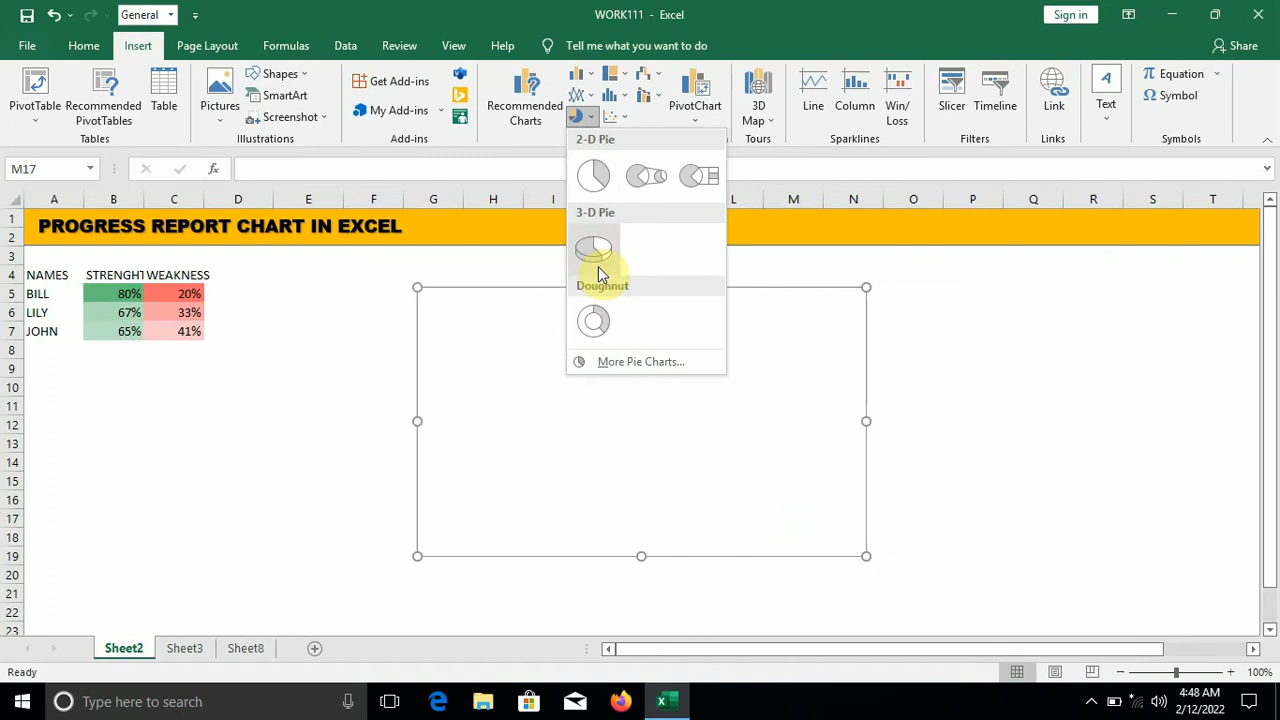 General WORK111 - Excel Sign in
File Home Insert Page Layout Formulas Data Review View Help Tell me what you want to do Share
PivotTable Recommended PivotTables Table Tables
Pictures Shapes SmartArt Screenshot Illustrations
Get Add-ins My Add-ins Add-ins
Recommended Charts PivotChart
3D Map Tours
Line Column Win/Loss Sparklines
Slicer Timeline Filters
Link Links
Text
Equation Symbol Symbols
M17 fx
2-D Pie
3-D Pie
Doughnut
More Pie Charts...
A B C D E F G H I L M N O P Q R S T
1 PROGRESS REPORT CHART IN EXCEL
2
3
4 NAMES STRENGHT WEAKNESS
5 BILL 80% 20%
6 LILY 67% 33%
7 JOHN 65% 41%
8
9
10
11
12
13
14
15
16
17
18
19
20
21
22
23
Sheet2 Sheet3 Sheet8
Ready 100%
Type here to search 4:48 AM
2/12/2022